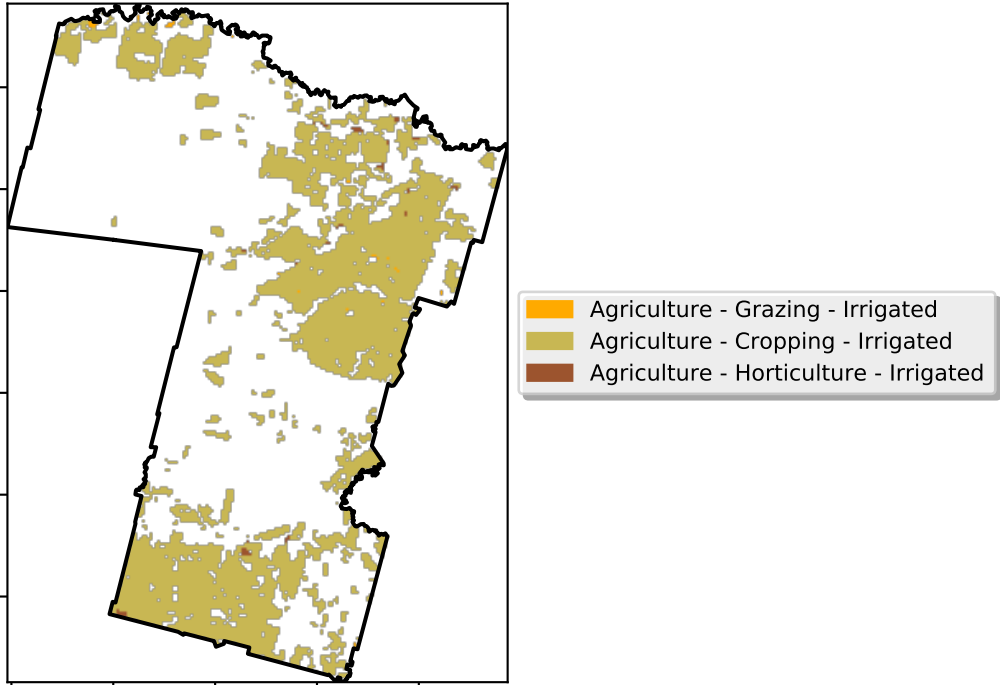 Agriculture - Grazing - Irrigated
Agriculture - Cropping - Irrigated
Agriculture - Horticulture - Irrigated